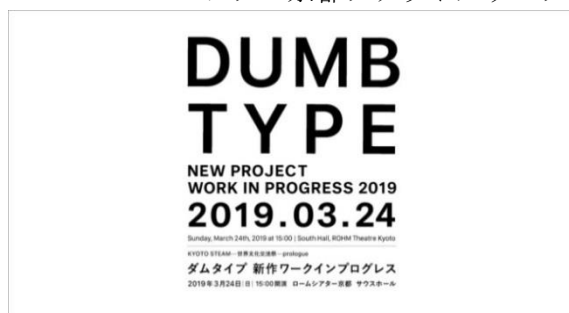 DUMB
TYPE
NEW PROJECT
WORK IN PROGRESS 2019
2019.03.24
Sunday, March 24th, 2019 at 15:00 | South Hall, ROHM Theatre Kyoto
KYOTO STEAM—世界文化交流祭—prologue
ダムタイプ 新作ワークインプログレス
2019年3月24日|日|15:00開演 ロームシアター京都 サウスホール